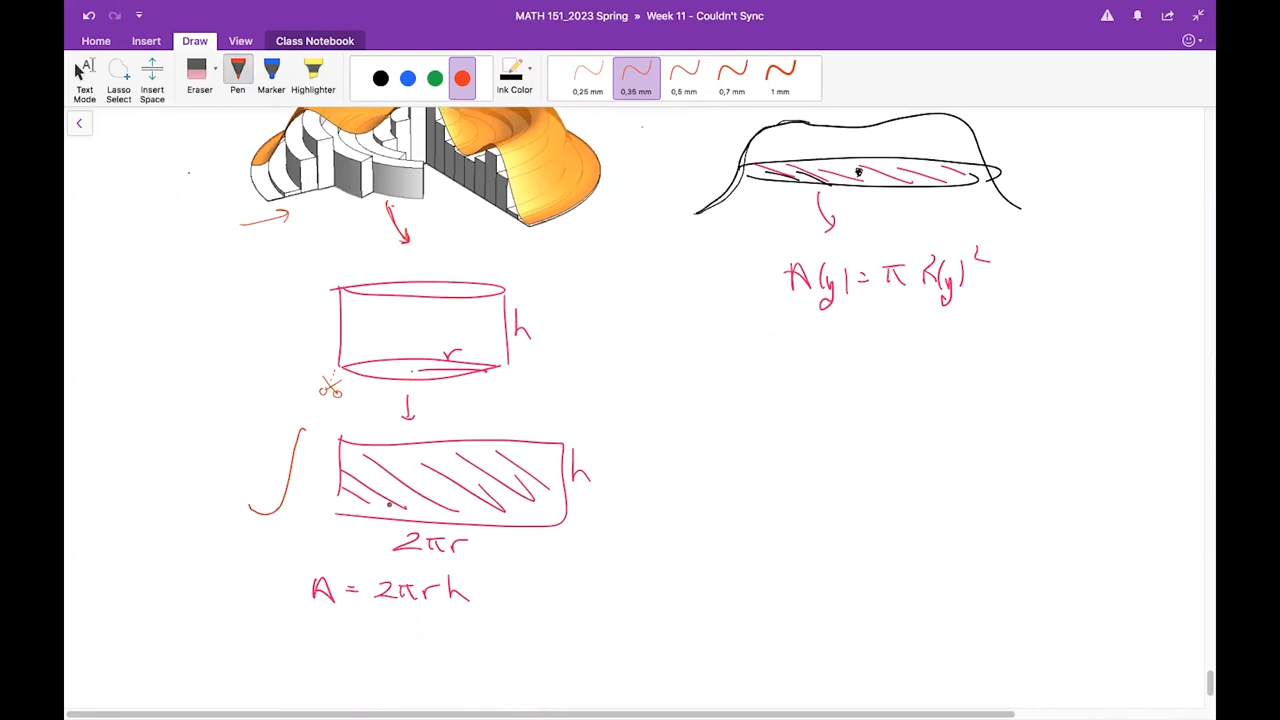 MATH 151_2023 Spring » Week 11 - Couldn't Sync
Home Insert Draw View Class Notebook
Text Mode
Lasso Select
Insert Space
Eraser
Pen
Marker
Highlighter
Ink Color
0,25 mm
0,35 mm
0,5 mm
0,7 mm
1 mm
A(y) = π R(y)²
h
r
h
2πr
A = 2πrh